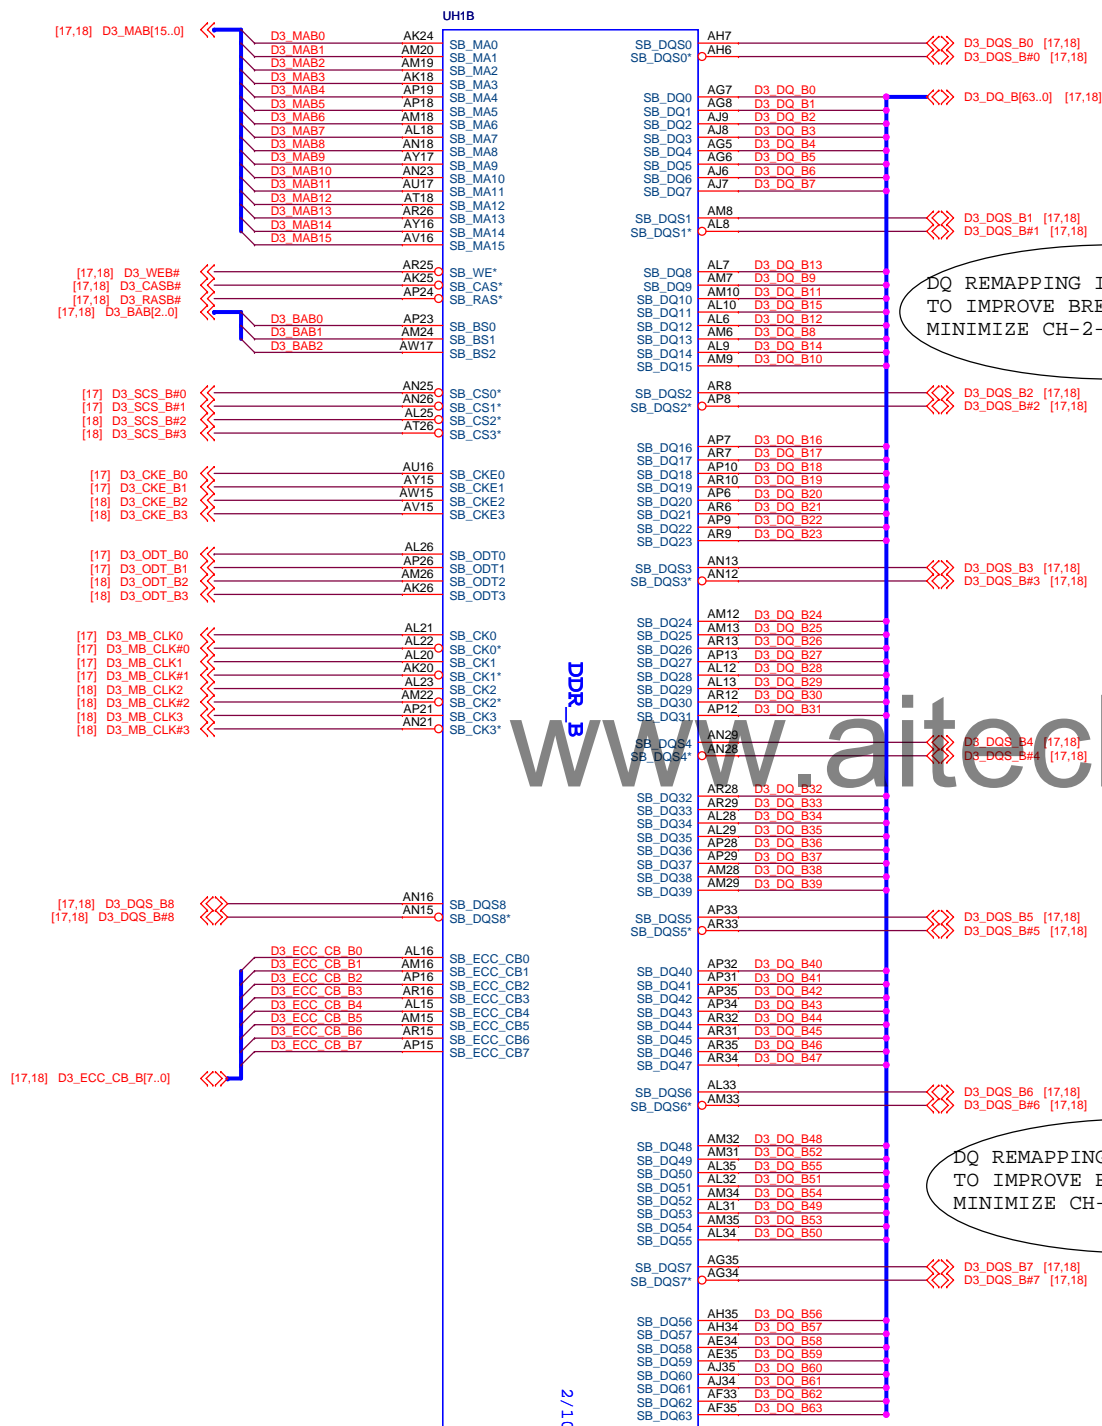 UH1B
[17,18] D3_MAB[15..0]
D3_MAB0 AK24 SB_MA0
D3_MAB1 AM20 SB_MA1
D3_MAB2 AM19 SB_MA2
D3_MAB3 AK18 SB_MA3
D3_MAB4 AP19 SB_MA4
D3_MAB5 AP18 SB_MA5
D3_MAB6 AM18 SB_MA6
D3_MAB7 AL18 SB_MA7
D3_MAB8 AN18 SB_MA8
D3_MAB9 AY17 SB_MA9
D3_MAB10 AN23 SB_MA10
D3_MAB11 AU17 SB_MA11
D3_MAB12 AT18 SB_MA12
D3_MAB13 AR26 SB_MA13
D3_MAB14 AY16 SB_MA14
D3_MAB15 AV16 SB_MA15
[17,18] D3_WEB# AR25 SB_WE*
[17,18] D3_CASB# AK25 SB_CAS*
[17,18] D3_RASB# AP24 SB_RAS*
[17,18] D3_BAB[2..0]
D3_BAB0 AP23 SB_BS0
D3_BAB1 AM24 SB_BS1
D3_BAB2 AW17 SB_BS2
[17] D3_SCS_B#0 AN25 SB_CS0*
[17] D3_SCS_B#1 AN26 SB_CS1*
[18] D3_SCS_B#2 AL25 SB_CS2*
[18] D3_SCS_B#3 AT26 SB_CS3*
[17] D3_CKE_B0 AU16 SB_CKE0
[17] D3_CKE_B1 AY15 SB_CKE1
[18] D3_CKE_B2 AW15 SB_CKE2
[18] D3_CKE_B3 AV15 SB_CKE3
[17] D3_ODT_B0 AL26 SB_ODT0
[17] D3_ODT_B1 AP26 SB_ODT1
[18] D3_ODT_B2 AM26 SB_ODT2
[18] D3_ODT_B3 AK26 SB_ODT3
[17] D3_MB_CLK0 AL21 SB_CK0
[17] D3_MB_CLK#0 AL22 SB_CK0*
[17] D3_MB_CLK1 AL20 SB_CK1
[17] D3_MB_CLK#1 AK20 SB_CK1*
[18] D3_MB_CLK2 AL23 SB_CK2
[18] D3_MB_CLK#2 AM22 SB_CK2*
[18] D3_MB_CLK3 AP21 SB_CK3
[18] D3_MB_CLK#3 AN21 SB_CK3*
[17,18] D3_DQS_B8 AN16 SB_DQS8
[17,18] D3_DQS_B#8 AN15 SB_DQS8*
D3_ECC_CB_B0 AL16 SB_ECC_CB0
D3_ECC_CB_B1 AM16 SB_ECC_CB1
D3_ECC_CB_B2 AP16 SB_ECC_CB2
D3_ECC_CB_B3 AR16 SB_ECC_CB3
D3_ECC_CB_B4 AL15 SB_ECC_CB4
D3_ECC_CB_B5 AM15 SB_ECC_CB5
D3_ECC_CB_B6 AR15 SB_ECC_CB6
D3_ECC_CB_B7 AP15 SB_ECC_CB7
[17,18] D3_ECC_CB_B[7..0]
DDR_B
2/10
SB_DQS0 AH7 D3_DQS_B0 [17,18]
SB_DQS0* AH6 D3_DQS_B#0 [17,18]
D3_DQ_B[63..0] [17,18]
SB_DQ0 AG7 D3_DQ_B0
SB_DQ1 AG8 D3_DQ_B1
SB_DQ2 AJ9 D3_DQ_B2
SB_DQ3 AJ8 D3_DQ_B3
SB_DQ4 AG5 D3_DQ_B4
SB_DQ5 AG6 D3_DQ_B5
SB_DQ6 AJ6 D3_DQ_B6
SB_DQ7 AJ7 D3_DQ_B7
SB_DQS1 AM8 D3_DQS_B1 [17,18]
SB_DQS1* AL8 D3_DQS_B#1 [17,18]
SB_DQ8 AL7 D3_DQ_B13
SB_DQ9 AM7 D3_DQ_B9
SB_DQ10 AM10 D3_DQ_B11
SB_DQ11 AL10 D3_DQ_B15
SB_DQ12 AL6 D3_DQ_B12
SB_DQ13 AM6 D3_DQ_B8
SB_DQ14 AL9 D3_DQ_B14
SB_DQ15 AM9 D3_DQ_B10
DQ REMAPPING
TO IMPROVE
MINIMIZE CH-2-
SB_DQS2 AR8 D3_DQS_B2 [17,18]
SB_DQS2* AP8 D3_DQS_B#2 [17,18]
SB_DQ16 AP7 D3_DQ_B16
SB_DQ17 AR7 D3_DQ_B17
SB_DQ18 AP10 D3_DQ_B18
SB_DQ19 AR10 D3_DQ_B19
SB_DQ20 AP6 D3_DQ_B20
SB_DQ21 AR6 D3_DQ_B21
SB_DQ22 AP9 D3_DQ_B22
SB_DQ23 AR9 D3_DQ_B23
SB_DQS3 AN13 D3_DQS_B3 [17,18]
SB_DQS3* AN12 D3_DQS_B#3 [17,18]
SB_DQ24 AM12 D3_DQ_B24
SB_DQ25 AM13 D3_DQ_B25
SB_DQ26 AR13 D3_DQ_B26
SB_DQ27 AP13 D3_DQ_B27
SB_DQ28 AL12 D3_DQ_B28
SB_DQ29 AL13 D3_DQ_B29
SB_DQ30 AR12 D3_DQ_B30
SB_DQ31 AP12 D3_DQ_B31
www.aitec
SB_DQS4 AN29 D3_DQS_B4 [17,18]
SB_DQS4* AN28 D3_DQS_B#4 [17,18]
SB_DQ32 AR28 D3_DQ_B32
SB_DQ33 AR29 D3_DQ_B33
SB_DQ34 AL28 D3_DQ_B34
SB_DQ35 AL29 D3_DQ_B35
SB_DQ36 AP28 D3_DQ_B36
SB_DQ37 AP29 D3_DQ_B37
SB_DQ38 AM28 D3_DQ_B38
SB_DQ39 AM29 D3_DQ_B39
SB_DQS5 AP33 D3_DQS_B5 [17,18]
SB_DQS5* AR33 D3_DQS_B#5 [17,18]
SB_DQ40 AP32 D3_DQ_B40
SB_DQ41 AP31 D3_DQ_B41
SB_DQ42 AP35 D3_DQ_B42
SB_DQ43 AP34 D3_DQ_B43
SB_DQ44 AR32 D3_DQ_B44
SB_DQ45 AR31 D3_DQ_B45
SB_DQ46 AR35 D3_DQ_B46
SB_DQ47 AR34 D3_DQ_B47
SB_DQS6 AL33 D3_DQS_B6 [17,18]
SB_DQS6* AM33 D3_DQS_B#6 [17,18]
SB_DQ48 AM32 D3_DQ_B48
SB_DQ49 AM31 D3_DQ_B52
SB_DQ50 AL35 D3_DQ_B55
SB_DQ51 AL32 D3_DQ_B51
SB_DQ52 AM34 D3_DQ_B54
SB_DQ53 AL31 D3_DQ_B49
SB_DQ54 AM35 D3_DQ_B53
SB_DQ55 AL34 D3_DQ_B50
DQ REMAPPING
TO IMPROVE
MINIMIZE CH-
SB_DQS7 AG35 D3_DQS_B7 [17,18]
SB_DQS7* AG34 D3_DQS_B#7 [17,18]
SB_DQ56 AH35 D3_DQ_B56
SB_DQ57 AH34 D3_DQ_B57
SB_DQ58 AE34 D3_DQ_B58
SB_DQ59 AE35 D3_DQ_B59
SB_DQ60 AJ35 D3_DQ_B60
SB_DQ61 AJ34 D3_DQ_B61
SB_DQ62 AF33 D3_DQ_B62
SB_DQ63 AF35 D3_DQ_B63